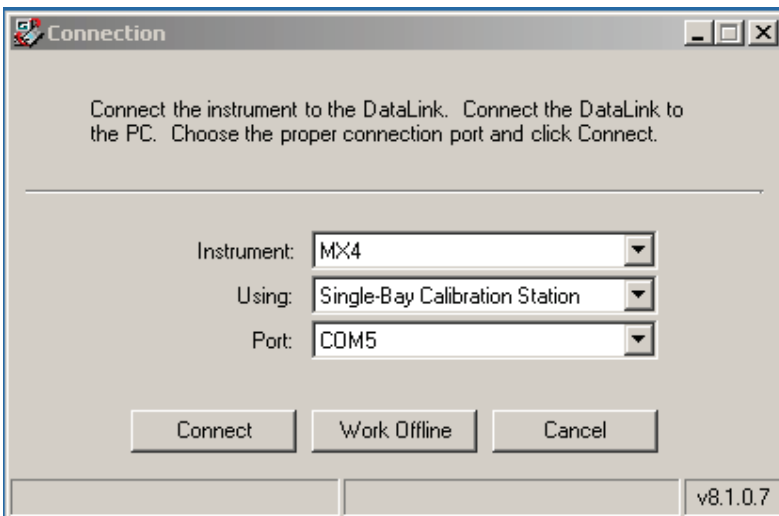 Connection
Connect the instrument to the DataLink.  Connect the DataLink to
the PC.  Choose the proper connection port and click Connect.
Instrument: MX4
Using: Single-Bay Calibration Station
Port: COM5
Connect Work Offline Cancel
v8.1.0.7